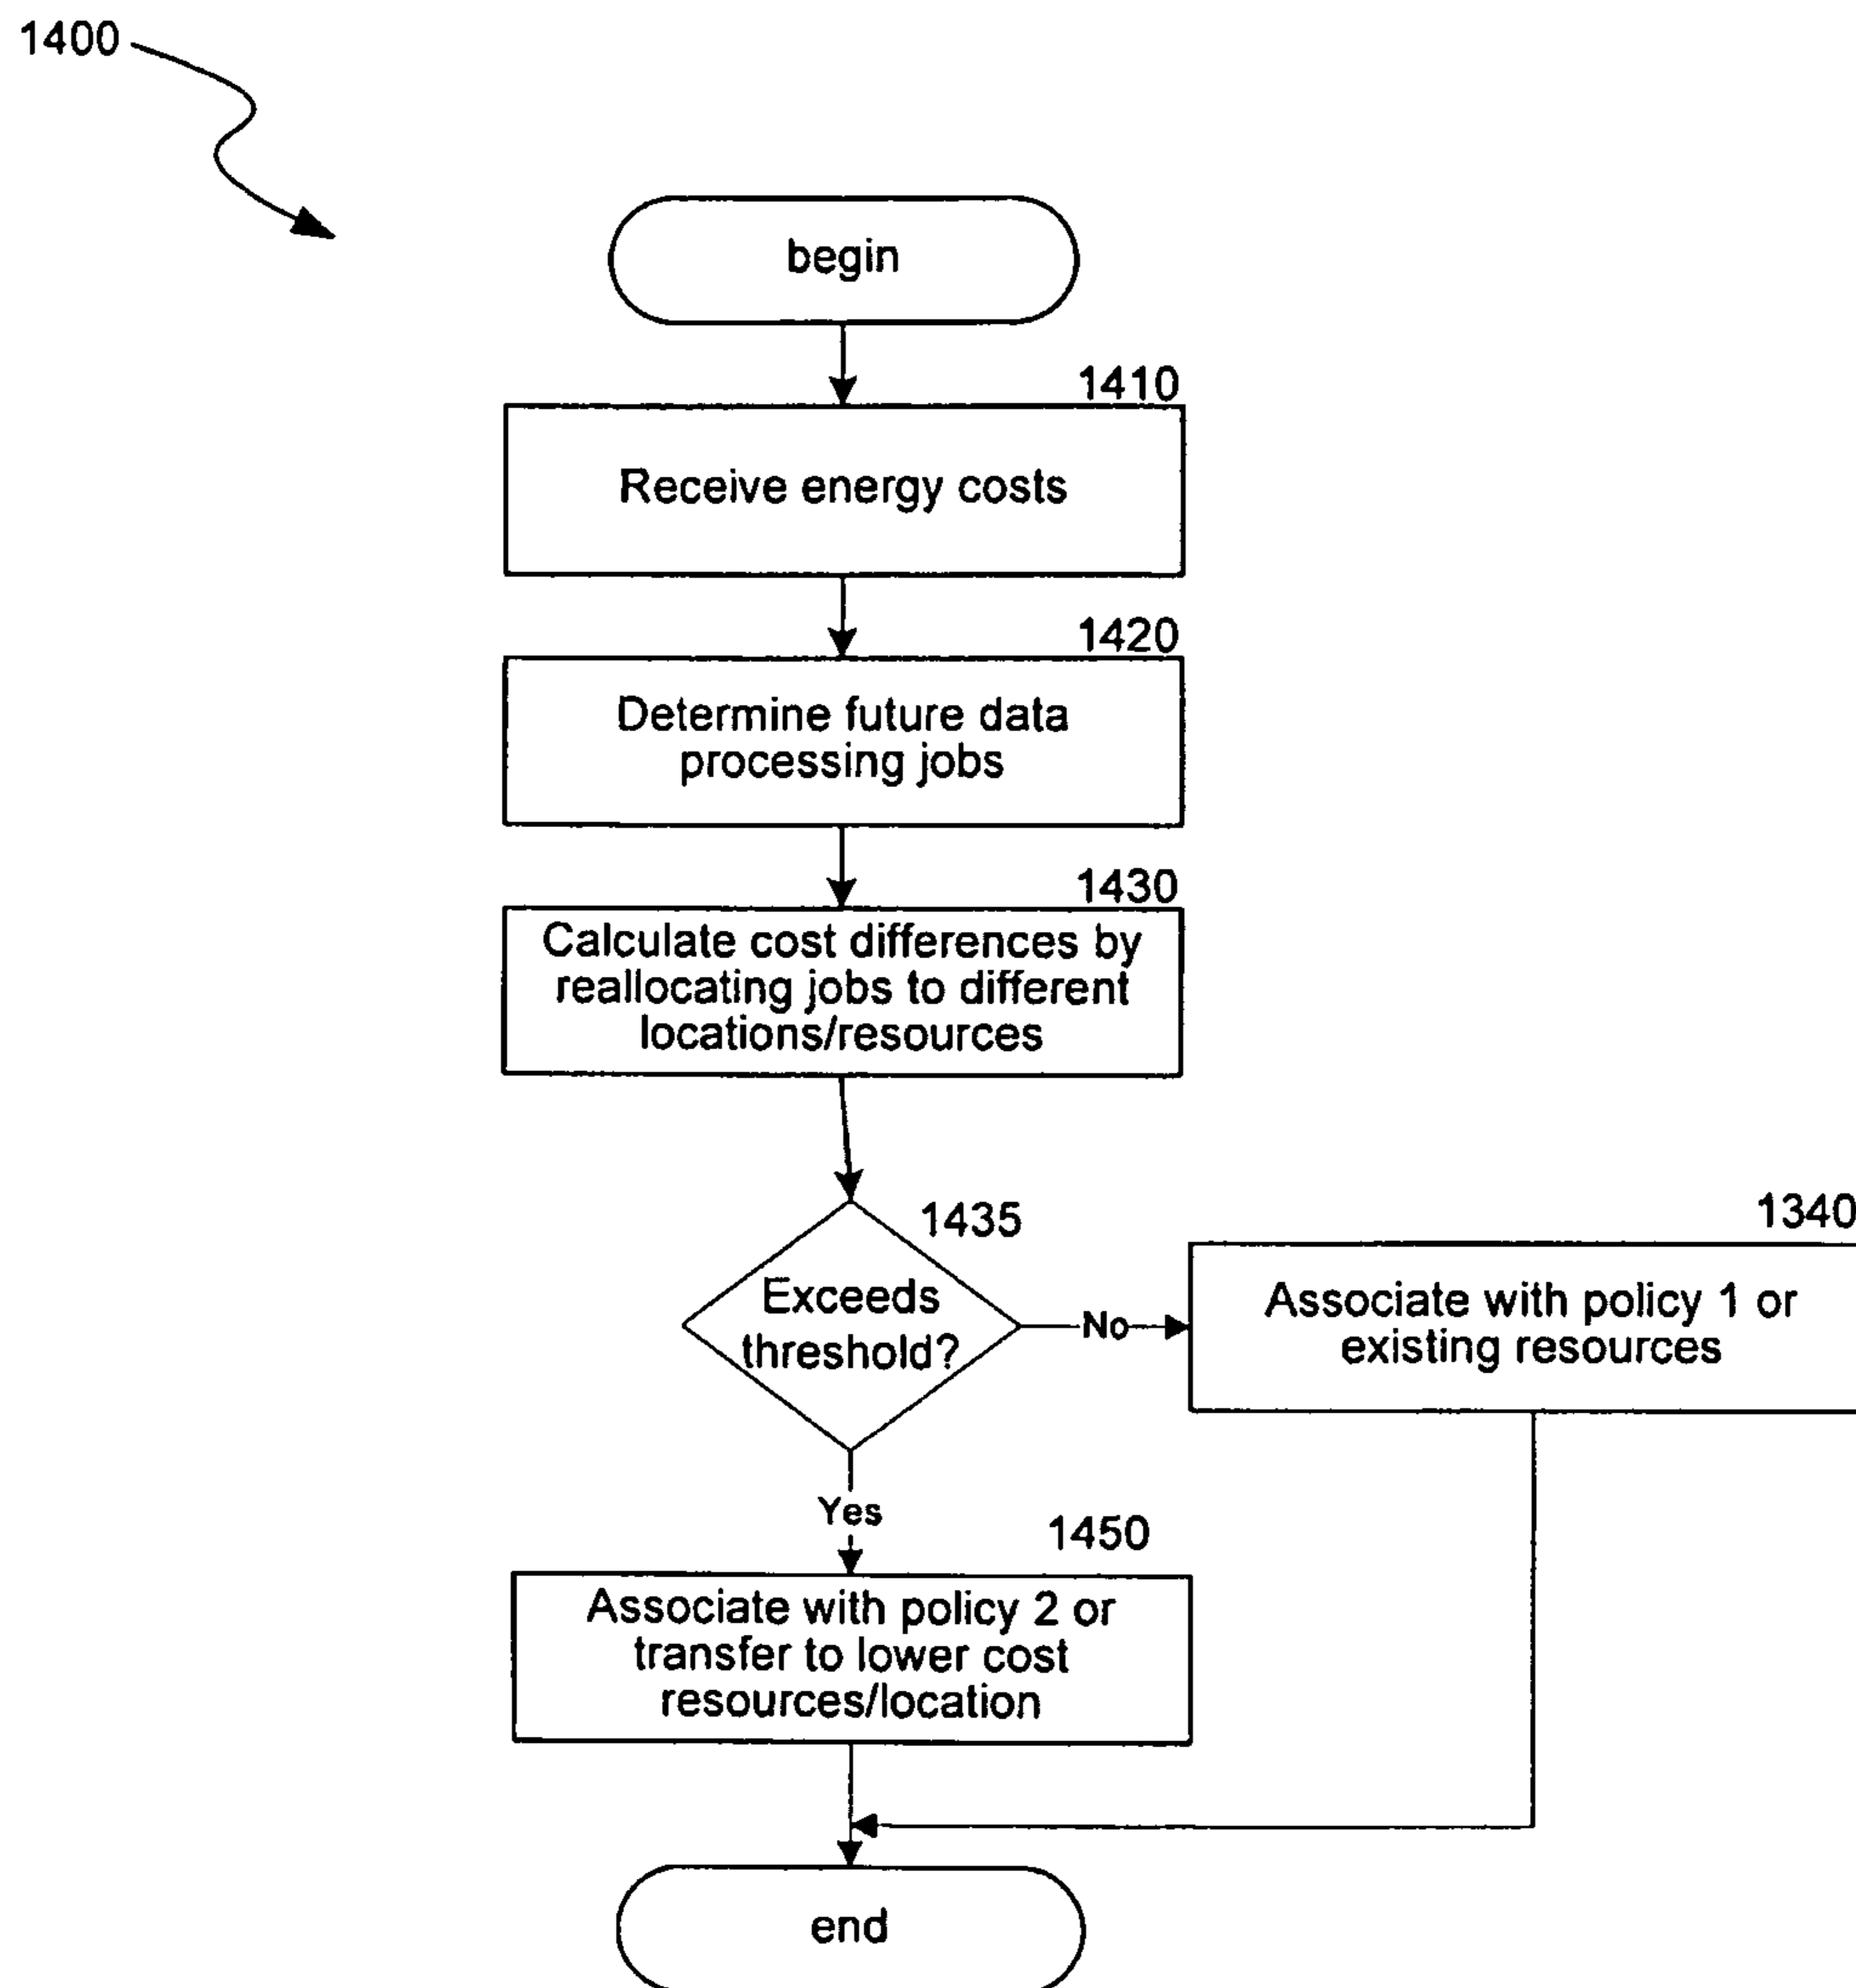 1400
begin
1410
Receive energy costs
1420
Determine future data
processing jobs
1430
Calculate cost differences by
reallocating jobs to different
locations/resources
1435
Exceeds
threshold?
No
1340
Associate with policy 1 or
existing resources
Yes
1450
Associate with policy 2 or
transfer to lower cost
resources/location
end